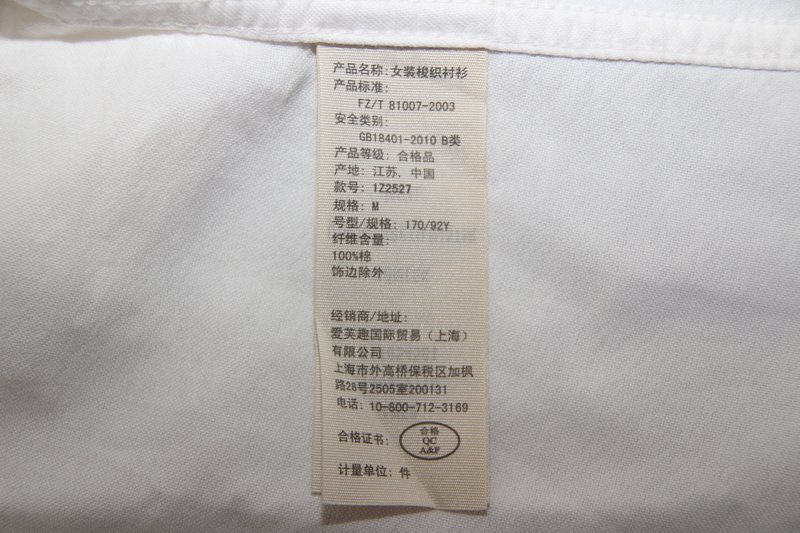 产品名称: 女装梭织衬衫
产品标准:
FZ/T 81007-2003
安全类别:
GB18401-2010 B类
产品等级: 合格品
产地: 江苏, 中国
款号: 1Z2527
规格: M
号型/规格: 170/92Y
纤维含量:
100%棉
饰边除外
经销商/地址:
爱芙趣国际贸易（上海）
有限公司
上海市外高桥保税区加枫
路28号2505室200131
电话: 10-800-712-3169
合格证书:
合格
QC
A&F
计量单位: 件